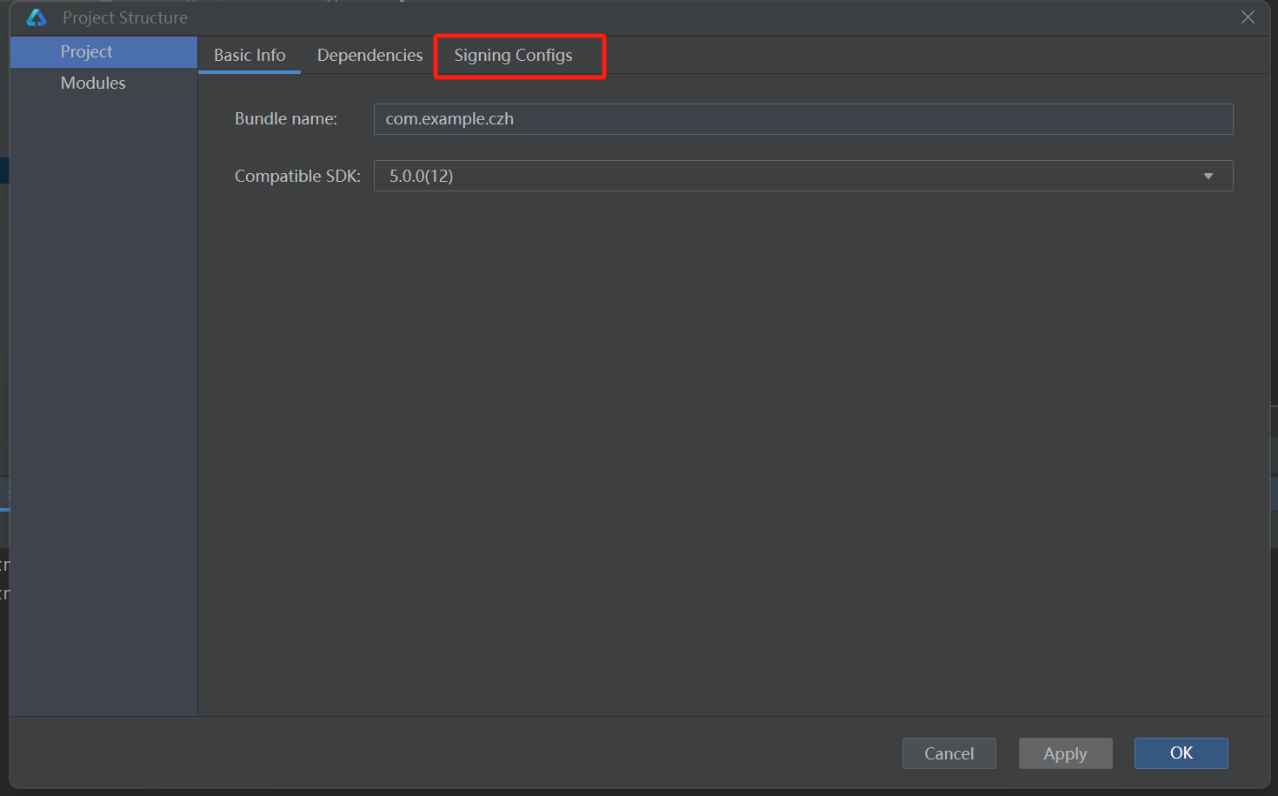 Project Structure
Project
Modules
Basic Info Dependencies Signing Configs
Bundle name: com.example.czh
Compatible SDK: 5.0.0(12)
Cancel Apply OK